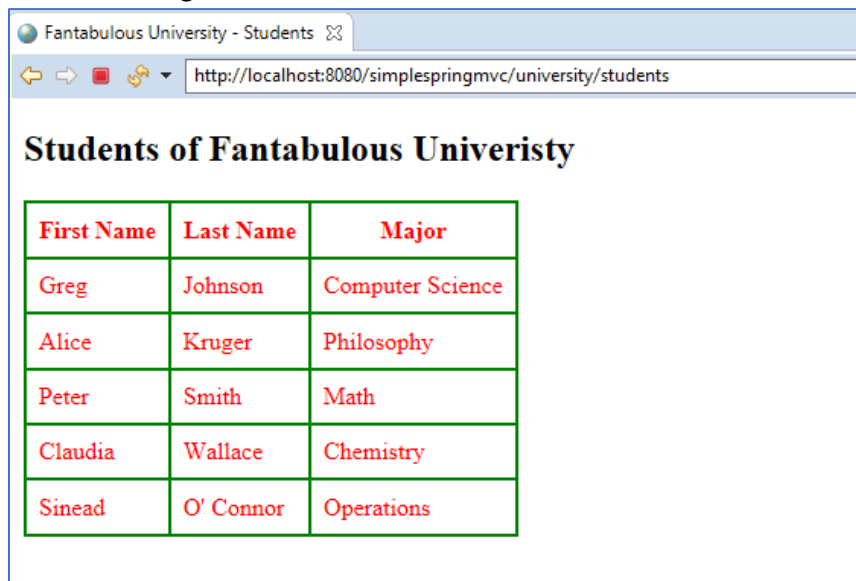 Fantabulous University - Students
http://localhost:8080/simplespringmvc/university/students
Students of Fantabulous Univeristy
First Name Last Name Major
Greg Johnson Computer Science
Alice Kruger Philosophy
Peter Smith Math
Claudia Wallace Chemistry
Sinead O' Connor Operations